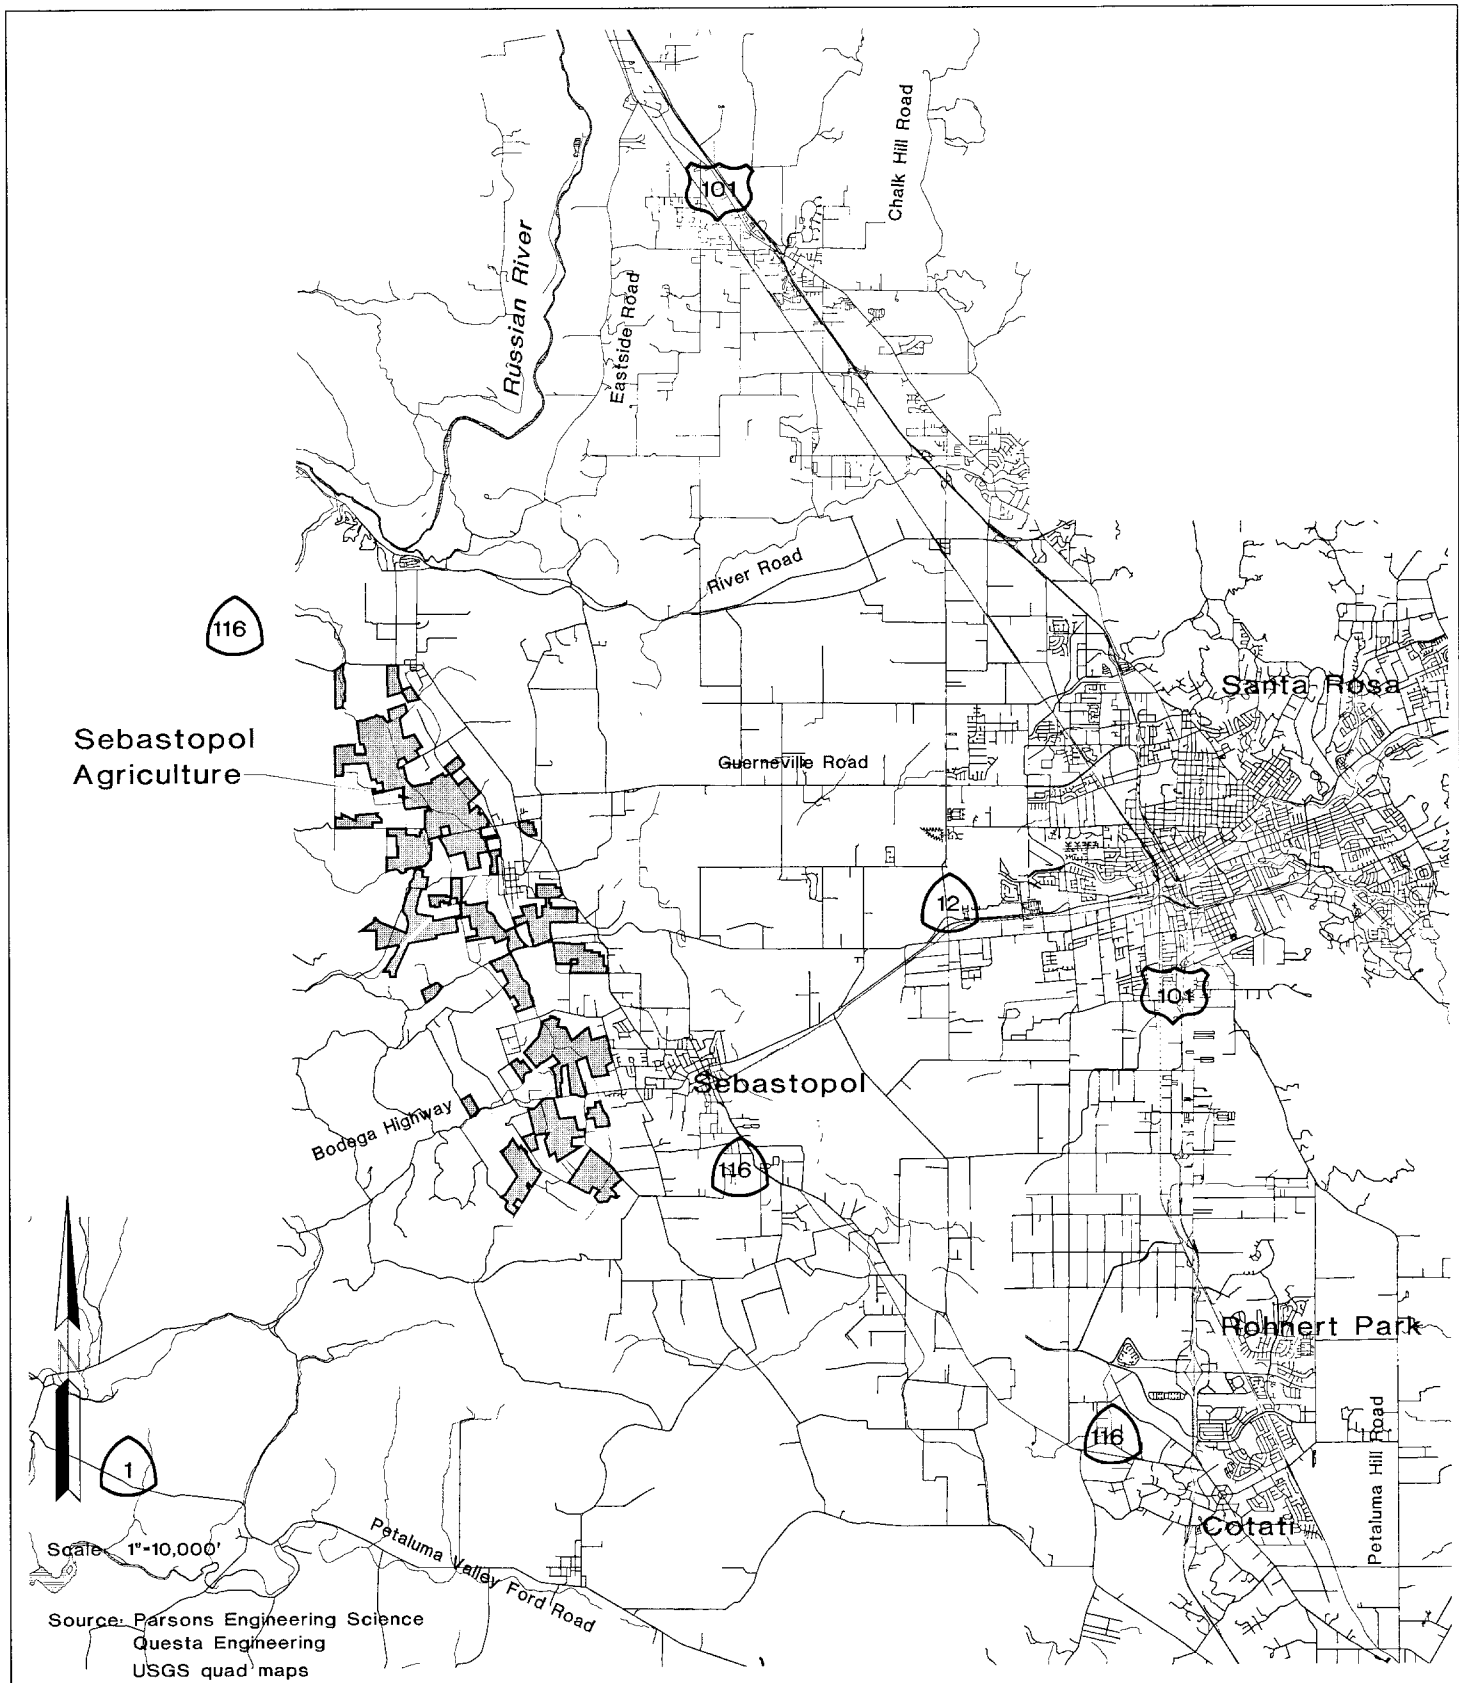 Chalk Hill Road
101
Russian River
Eastside Road
River Road
116
Santa Rosa
Sebastopol
Agriculture
Guerneville Road
12
101
Sebastopol
Bodega Highway
116
Rohnert Park
116
Petaluma Hill Road
1
Cotati
Petaluma Valley Ford Road
Scale: 1"=10,000'
Source: Parsons Engineering Science
Questa Engineering
USGS quad maps